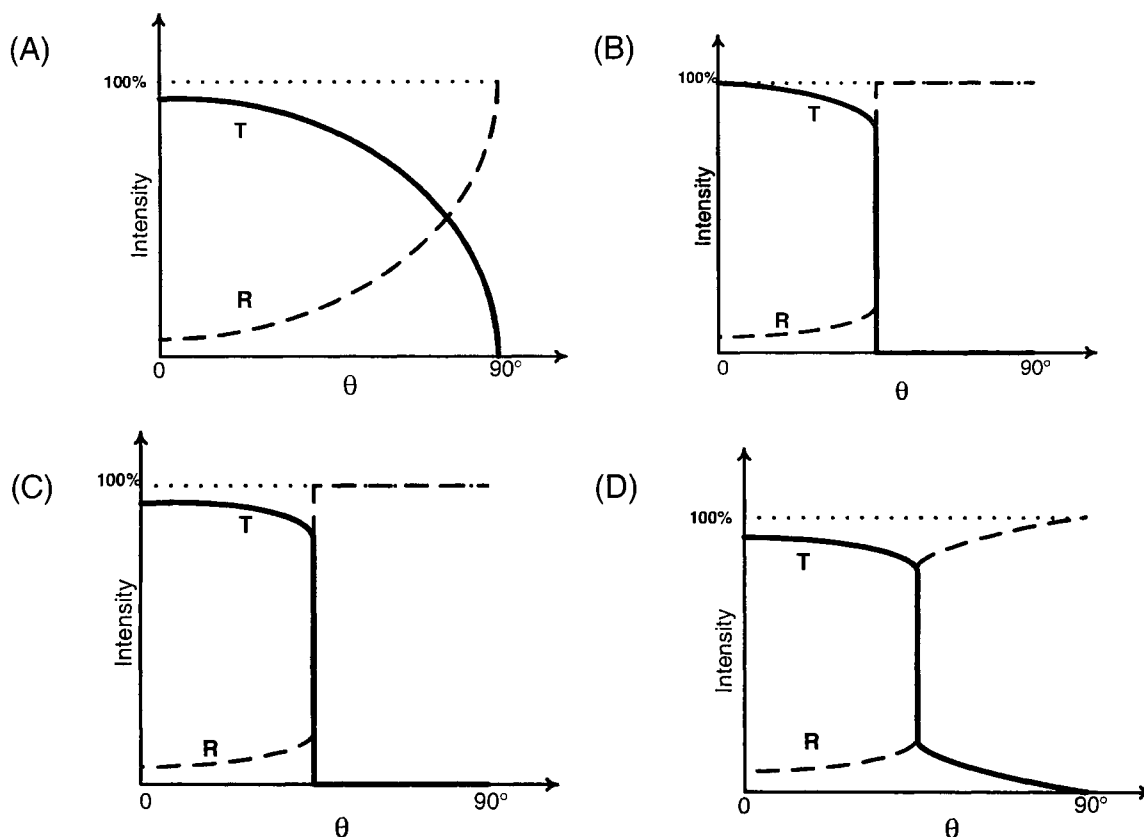 (A)
100%
T
R
Intensity
0
90°
θ
(B)
100%
T
R
Intensity
0
90°
θ
(C)
100%
T
R
Intensity
0
90°
θ
(D)
100%
T
R
Intensity
0
90°
θ